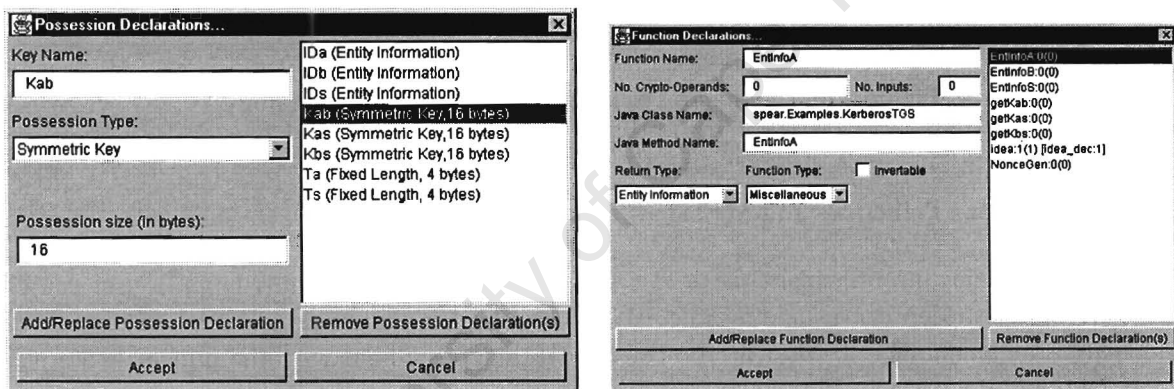 Possession Declarations...
Key Name:
Kab
Possession Type:
Symmetric Key
Possession size (in bytes):
16
IDa (Entity Information)
IDb (Entity Information)
IDs (Entity Information)
Kab (Symmetric Key,16 bytes)
Kas (Symmetric Key,16 bytes)
Kbs (Symmetric Key,16 bytes)
Ta (Fixed Length, 4 bytes)
Ts (Fixed Length, 4 bytes)
Add/Replace Possession Declaration
Remove Possession Declaration(s)
Accept
Cancel
Function Declarations...
Function Name:
EntInfoA
No. Crypto-Operands:
0
No. Inputs:
0
Java Class Name:
spear.Examples.KerberosTGS
Java Method Name:
EntInfoA
Return Type:
Function Type:
Invertable
Entity Information
Miscellaneous
EntInfoA:0(0)
EntInfoB:0(0)
EntInfoS:0(0)
getKab:0(0)
getKas:0(0)
getKbs:0(0)
idea:1(1) [idea_dec:1]
NonceGen:0(0)
Add/Replace Function Declaration
Remove Function Declaration(s)
Accept
Cancel